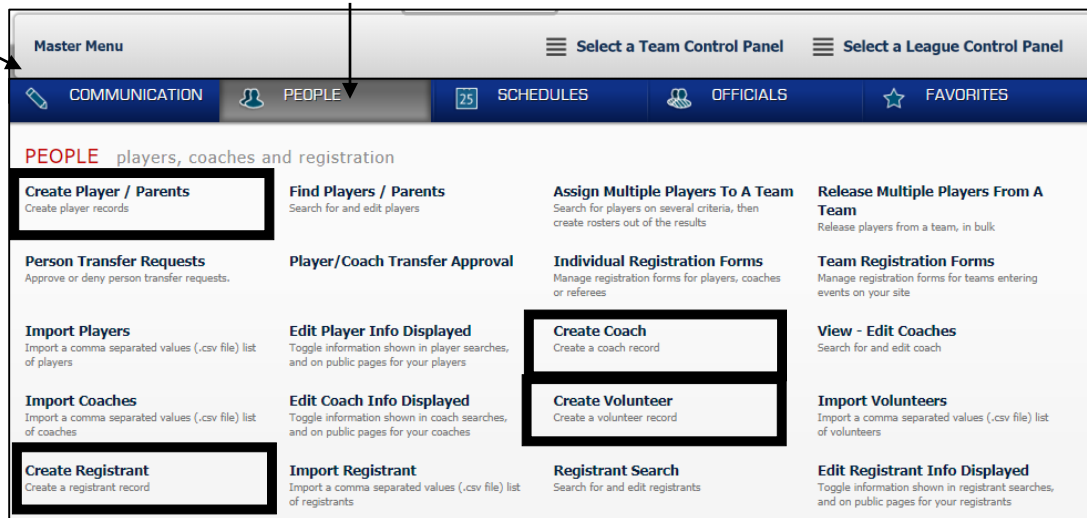 Master Menu Select a Team Control Panel Select a League Control Panel
COMMUNICATION PEOPLE 25 SCHEDULES OFFICIALS FAVORITES
PEOPLE players, coaches and registration
Create Player / Parents
Create player records
Find Players / Parents
Search for and edit players
Assign Multiple Players To A Team
Search for players on several criteria, then
create rosters out of the results
Release Multiple Players From A
Team
Release players from a team, in bulk
Person Transfer Requests
Approve or deny person transfer requests.
Player/Coach Transfer Approval
Individual Registration Forms
Manage registration forms for players, coaches
or referees
Team Registration Forms
Manage registration forms for teams entering
events on your site
Import Players
Import a comma separated values (.csv file) list
of players
Edit Player Info Displayed
Toggle information shown in player searches,
and on public pages for your players
Create Coach
Create a coach record
View - Edit Coaches
Search for and edit coach
Import Coaches
Import a comma separated values (.csv file) list
of coaches
Edit Coach Info Displayed
Toggle information shown in coach searches,
and on public pages for your coaches
Create Volunteer
Create a volunteer record
Import Volunteers
Import a comma separated values (.csv file) list
of volunteers
Create Registrant
Create a registrant record
Import Registrant
Import a comma separated values (.csv file) list
of registrants
Registrant Search
Search for and edit registrants
Edit Registrant Info Displayed
Toggle information shown in registrant searches,
and on public pages for your registrants